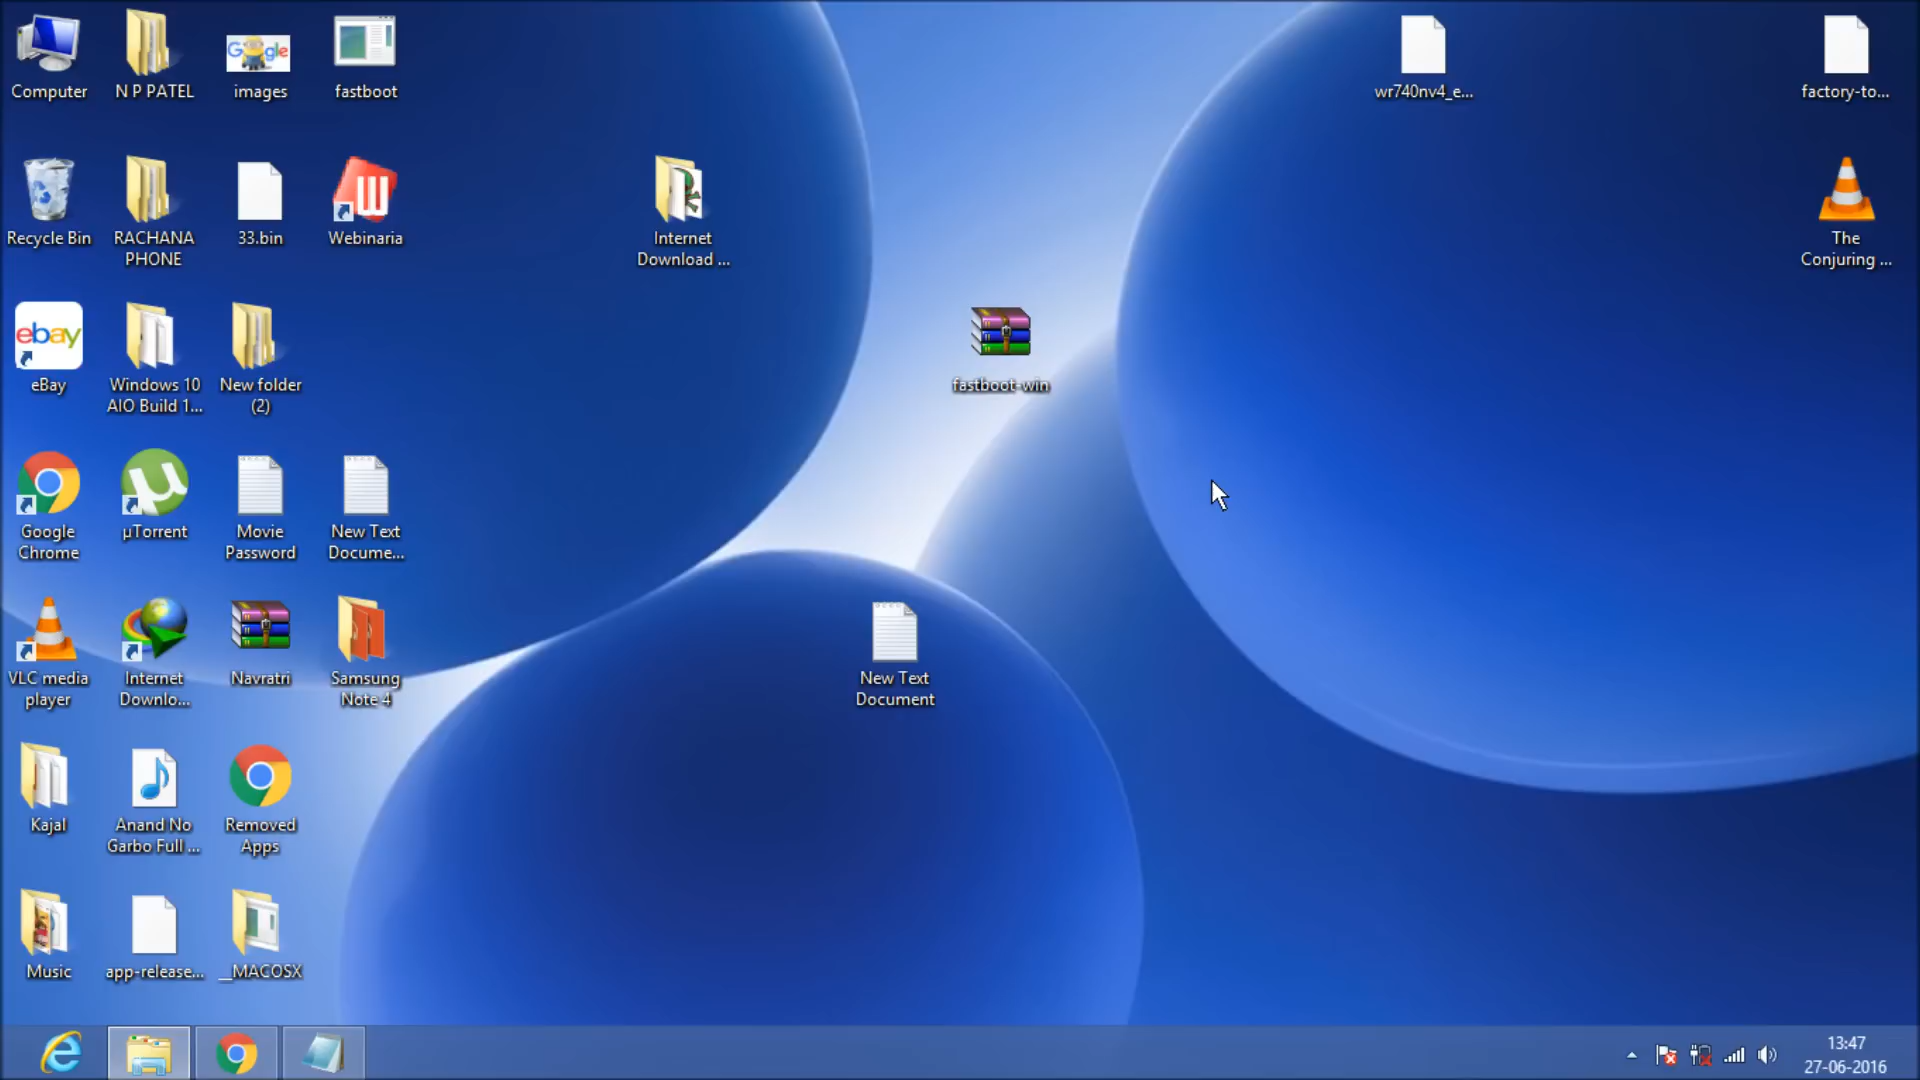 Computer
N P PATEL
Google
images
fastboot
wr740nv4_e...
factory-to...
Recycle Bin
RACHANA
PHONE
33.bin
W
Webinaria
Internet
Download ...
The
Conjuring ...
ebay
eBay
Windows 10
AIO Build 1...
New folder
(2)
fastboot-win
Google
Chrome
µ
µTorrent
Movie
Password
New Text
Docume...
VLC media
player
Internet
Downlo...
Navratri
Samsung
Note 4
New Text
Document
Kajal
Anand No
Garbo Full ...
Removed
Apps
Music
app-release...
__MACOSX
13:47
27-06-2016